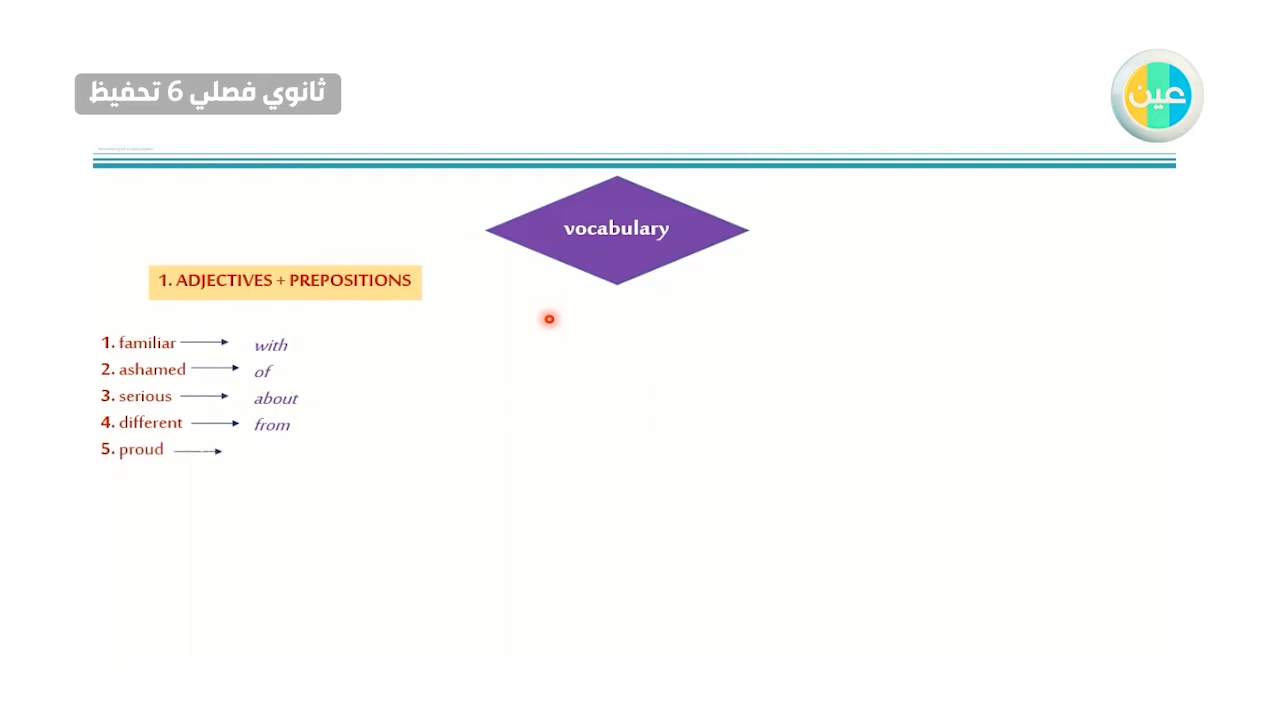 ثانوي فصلي 6 تحفيظ
عين
vocabulary
1. ADJECTIVES + PREPOSITIONS
1. familiar with
2. ashamed of
3. serious about
4. different from
5. proud